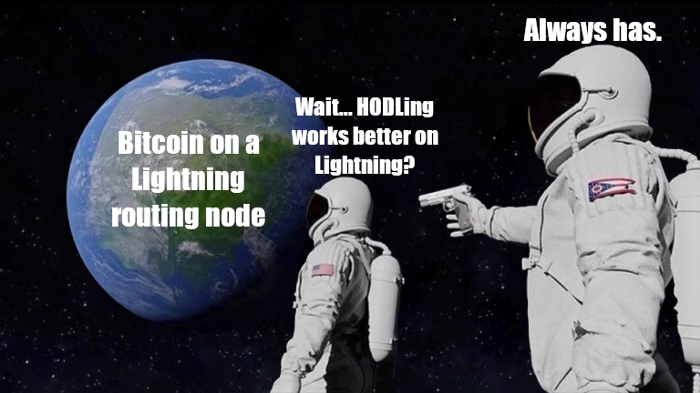 Always has.
Wait... HODLing
works better on
Lightning?
Bitcoin on a
Lightning
routing node